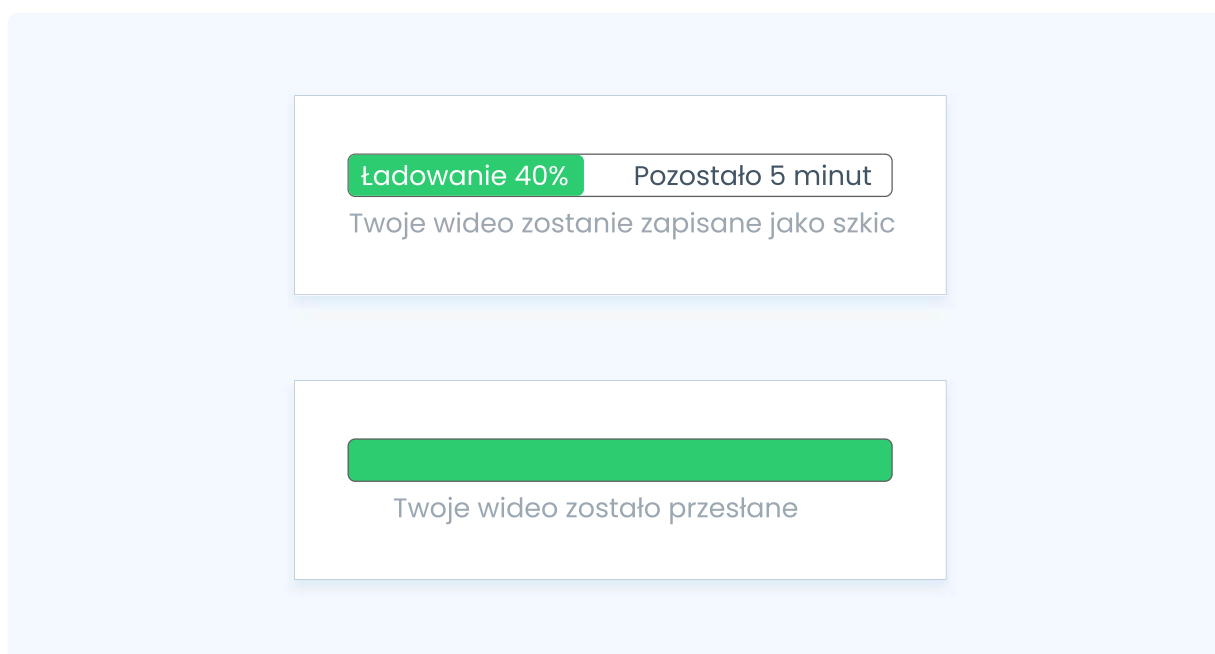 Ładowanie 40% Pozostało 5 minut
Twoje wideo zostanie zapisane jako szkic
Twoje wideo zostało przesłane